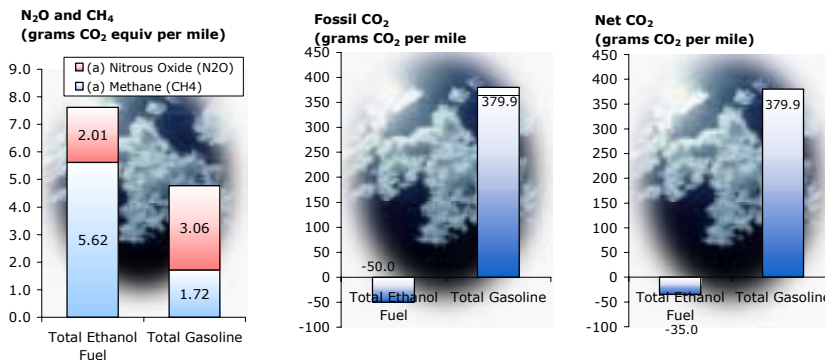 N₂O and CH₄
(grams CO₂ equiv per mile)
9.0
8.0
7.0
6.0
5.0
4.0
3.0
2.0
1.0
0.0
(a) Nitrous Oxide (N2O)
(a) Methane (CH4)
2.01
5.62
3.06
1.72
Total Ethanol
Fuel
Total Gasoline
Fossil CO₂
(grams CO₂ per mile
450
400
350
300
250
200
150
100
50
0
-50
-100
379.9
-50.0
Total Ethanol
Fuel
Total Gasoline
Net CO₂
(grams CO₂ per mile)
450
400
350
300
250
200
150
100
50
0
-50
-100
379.9
Total Ethanol
Fuel
Total Gasoline
-35.0